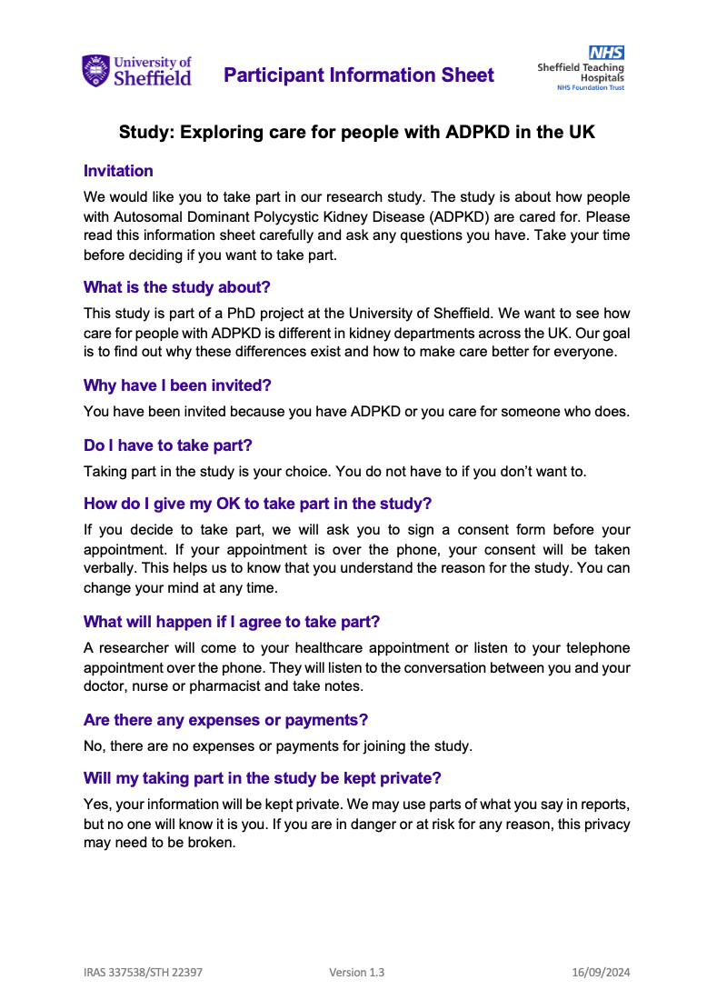 University of
Sheffield
Participant Information Sheet
NHS
Sheffield Teaching
Hospitals
NHS Foundation Trust
Study: Exploring care for people with ADPKD in the UK
Invitation
We would like you to take part in our research study. The study is about how people
with Autosomal Dominant Polycystic Kidney Disease (ADPKD) are cared for. Please
read this information sheet carefully and ask any questions you have. Take your time
before deciding if you want to take part.
What is the study about?
This study is part of a PhD project at the University of Sheffield. We want to see how
care for people with ADPKD is different in kidney departments across the UK. Our goal
is to find out why these differences exist and how to make care better for everyone.
Why have I been invited?
You have been invited because you have ADPKD or you care for someone who does.
Do I have to take part?
Taking part in the study is your choice. You do not have to if you don’t want to.
How do I give my OK to take part in the study?
If you decide to take part, we will ask you to sign a consent form before your
appointment. If your appointment is over the phone, your consent will be taken
verbally. This helps us to know that you understand the reason for the study. You can
change your mind at any time.
What will happen if I agree to take part?
A researcher will come to your healthcare appointment or listen to your telephone
appointment over the phone. They will listen to the conversation between you and your
doctor, nurse or pharmacist and take notes.
Are there any expenses or payments?
No, there are no expenses or payments for joining the study.
Will my taking part in the study be kept private?
Yes, your information will be kept private. We may use parts of what you say in reports,
but no one will know it is you. If you are in danger or at risk for any reason, this privacy
may need to be broken.
IRAS 337538/STH 22397
Version 1.3
16/09/2024